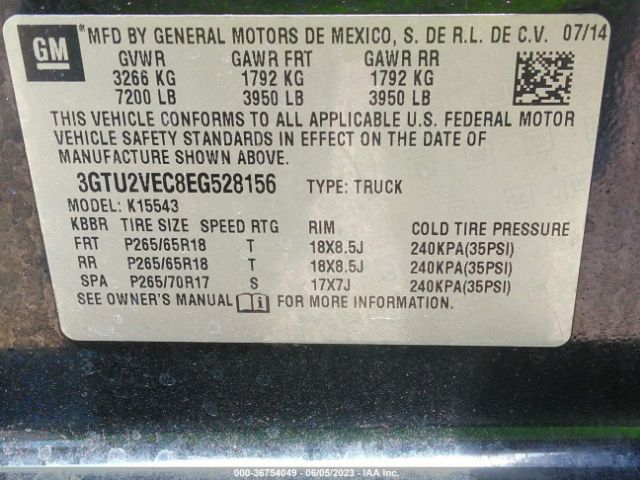 GM
MFD BY GENERAL MOTORS DE MEXICO, S. DE R.L. DE C.V. 07/14
GVWR GAWR FRT GAWR RR
3266 KG 1792 KG 1792 KG
7200 LB 3950 LB 3950 LB
THIS VEHICLE CONFORMS TO ALL APPLICABLE U.S. FEDERAL MOTOR
VEHICLE SAFETY STANDARDS IN EFFECT ON THE DATE OF
MANUFACTURE SHOWN ABOVE.
3GTU2VEC8EG528156 TYPE: TRUCK
MODEL: K15543
KBBR TIRE SIZE SPEED RTG RIM COLD TIRE PRESSURE
FRT P265/65R18 T 18X8.5J 240KPA(35PSI)
RR P265/65R18 T 18X8.5J 240KPA(35PSI)
SPA P265/70R17 S 17X7J 240KPA(35PSI)
SEE OWNER'S MANUAL FOR MORE INFORMATION.
000-36754049 - 06/05/2023 - IAA Inc.